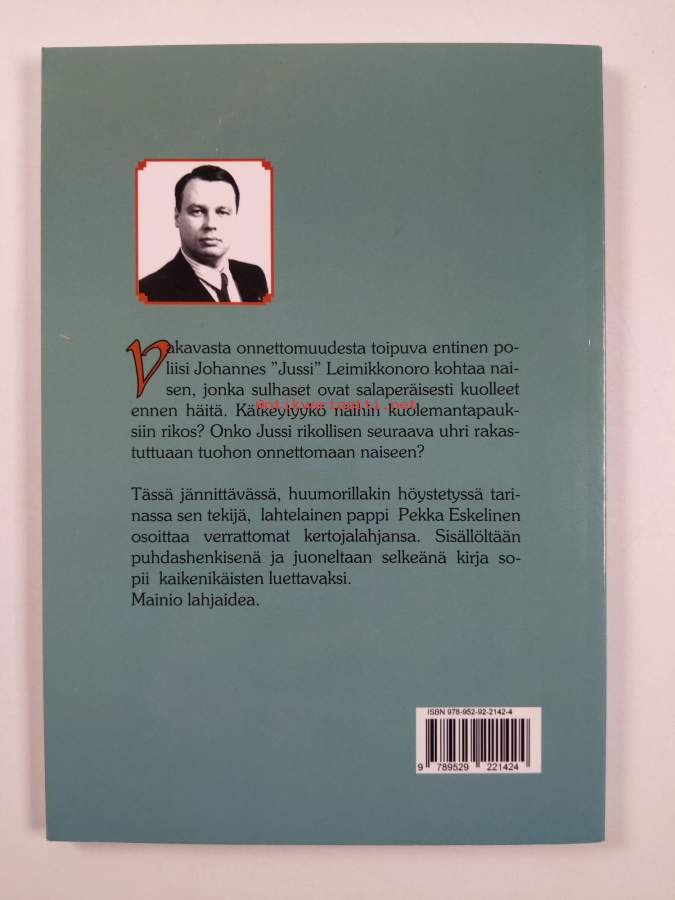 Vakavasta onnettomuudesta toipuva entinen po-
liisi Johannes "Jussi" Leimikkonoro kohtaa nai-
sen, jonka sulhaset ovat salaperäisesti kuolleet
ennen häitä. Kätkeytyykö näihin kuolemantapauk-
siin rikos? Onko Jussi rikollisen seuraava uhri rakas-
tuttuaan tuohon onnettomaan naiseen?
Antikvariaatti.net
Tässä jännittävässä, huumorillakin höystetyssä tari-
nassa sen tekijä, lahtelainen pappi Pekka Eskelinen
osoittaa verrattomat kertojalahjansa. Sisällöltään
puhdashenkisenä ja juoneltaan selkeänä kirja so-
pii kaikenikäisten luettavaksi.
Mainio lahjaidea.
ISBN 978-952-92-2142-4
9 789529 221424